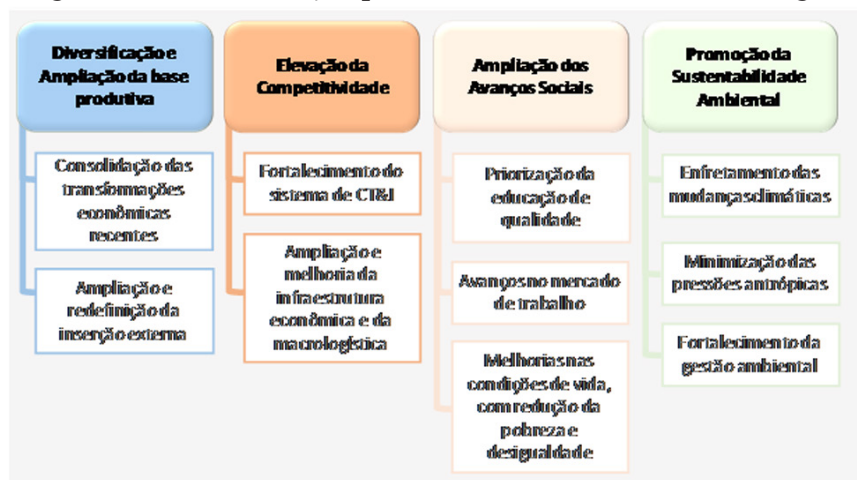 Diversificação e
Ampliação da base
produtiva
Consolidação das
transformações
econômicas
recentes
Ampliação e
redefinição da
inserção externa
Elevação da
Competitividade
Fortalecimento do
sistema de CT&I
Ampliação e
melhoria da
infraestrutura
econômica e da
macrologística
Ampliação dos
Avanços Sociais
Priorização da
educação de
qualidade
Avanços no mercado
de trabalho
Melhorias nas
condições de vida,
com redução da
pobreza e
desigualdade
Promoção da
Sustentabilidade
Ambiental
Enfretamento das
mudanças climáticas
Minimização das
pressões antrópicas
Fortalecimento da
gestão ambiental